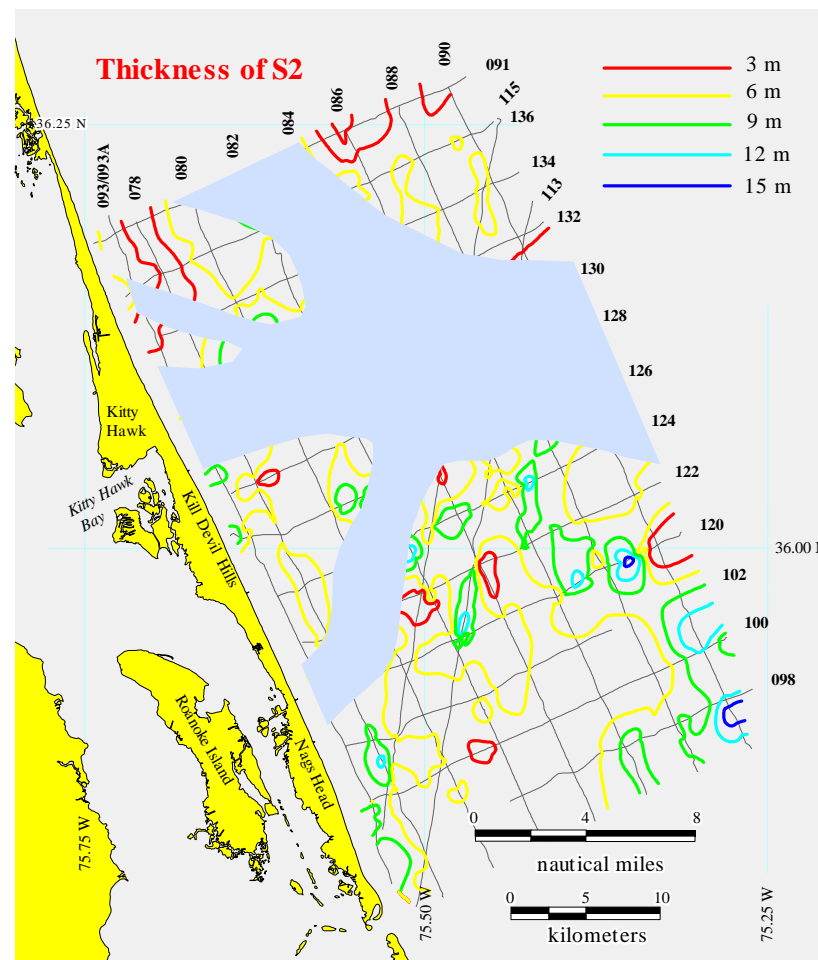 Thickness of S2
3 m
6 m
9 m
12 m
15 m
090
091
088
086
084
082
080
078
093/093A
115
136
134
113
132
130
128
126
124
122
120
102
100
098
36.25 N
36.00 N
75.75 W
75.50 W
75.25 W
Kitty
Hawk
Kitty Hawk
Bay
Kill Devil Hills
Roanoke Island
Nags Head
0 4 8
nautical miles
0 5 10
kilometers